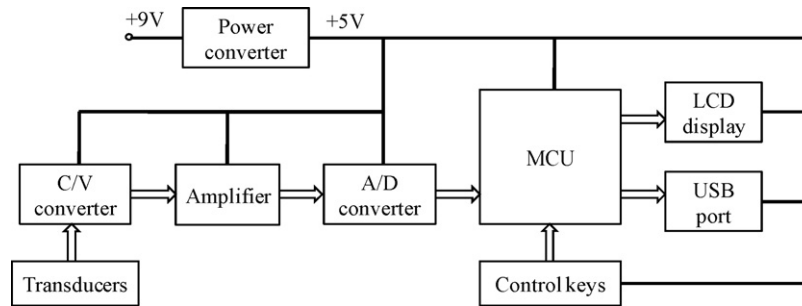 +9V
Power
converter
+5V
LCD
display
MCU
C/V
converter
Amplifier
A/D
converter
USB
port
Transducers
Control keys